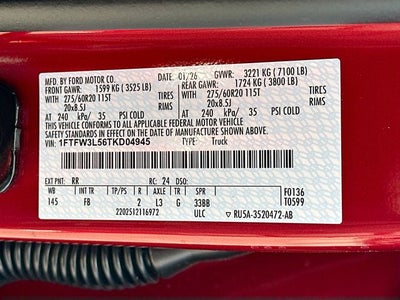 MFD. BY FORD MOTOR CO. 01/26 GVWR: 3221 KG ( 7100 LB)
FRONT GAWR: 1599 KG ( 3525 LB) REAR GAWR: 1724 KG ( 3800 LB)
WITH 275/60R20 115T TIRES WITH 275/60R20 115T TIRES
20x8.5J RIMS 20x8.5J RIMS
AT 240 kPa/ 35 PSI COLD AT 240 kPa/ 35 PSI COLD
THIS VEHICLE CONFORMS TO ALL APPLICABLE FEDERAL MOTOR VEHICLE
SAFETY STANDARDS IN EFFECT ON THE DATE OF MANUFACTURE SHOWN ABOVE.
VIN: 1FTFW3L56TKD04945 TYPE: Truck
EXT PNT: RR RC: 24 DSO:
WB INT TR TP/PS R AXLE TR SPR
145 FB 2 L3 G 33BB
F0136
T0599
2202512116972 ULC
RU5A-3520472-AB